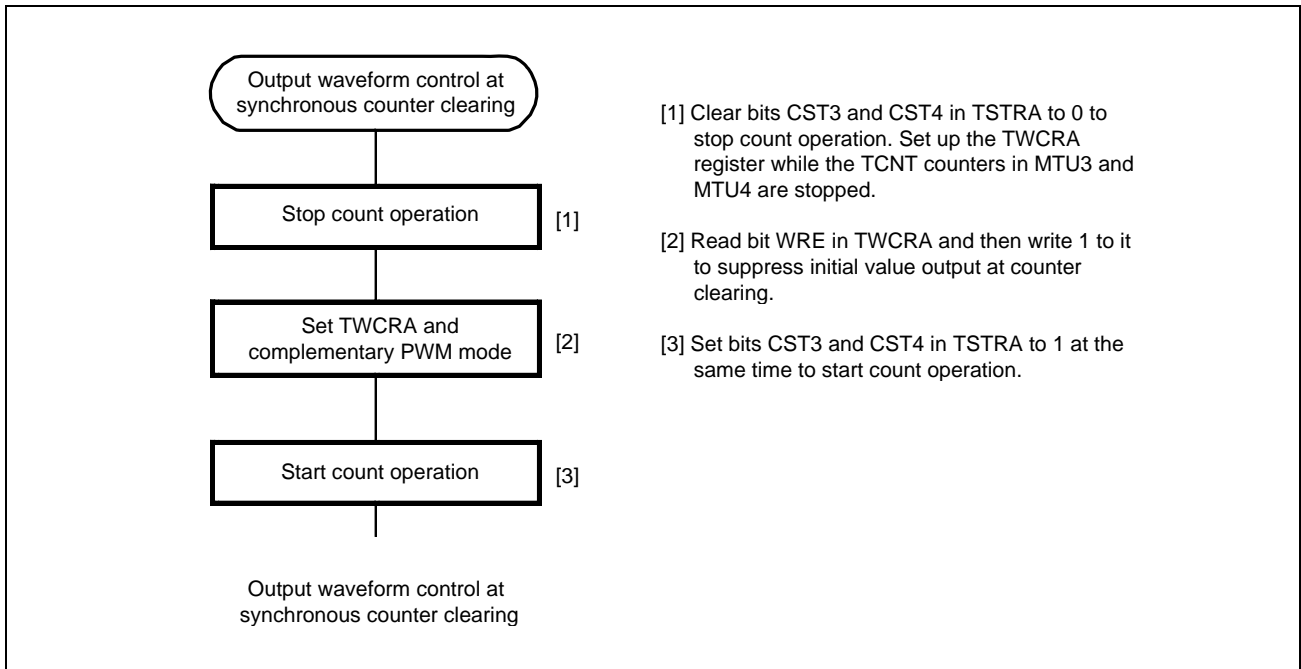 Output waveform control at
synchronous counter clearing
Stop count operation
[1]
Set TWCRA and
complementary PWM mode
[2]
Start count operation
[3]
Output waveform control at
synchronous counter clearing
[1] Clear bits CST3 and CST4 in TSTRA to 0 to
stop count operation. Set up the TWCRA
register while the TCNT counters in MTU3 and
MTU4 are stopped.
[2] Read bit WRE in TWCRA and then write 1 to it
to suppress initial value output at counter
clearing.
[3] Set bits CST3 and CST4 in TSTRA to 1 at the
same time to start count operation.